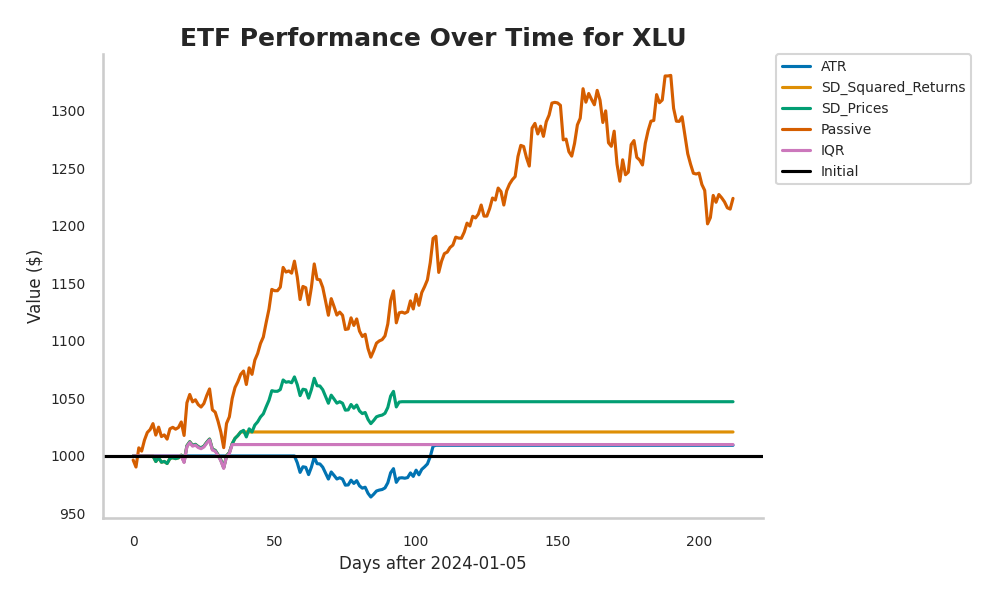 ETF Performance Over Time for XLU
ATR
SD_Squared_Returns
SD_Prices
Passive
IQR
Initial
Value ($)
1300
1250
1200
1150
1100
1050
1000
950
0 50 100 150 200
Days after 2024-01-05